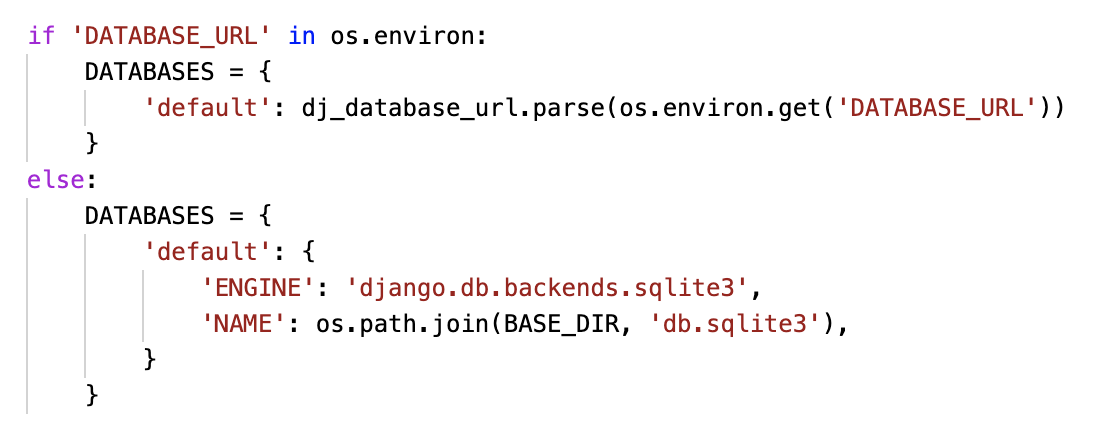 if 'DATABASE_URL' in os.environ:
    DATABASES = {
        'default': dj_database_url.parse(os.environ.get('DATABASE_URL'))
    }
else:
    DATABASES = {
        'default': {
            'ENGINE': 'django.db.backends.sqlite3',
            'NAME': os.path.join(BASE_DIR, 'db.sqlite3'),
        }
    }